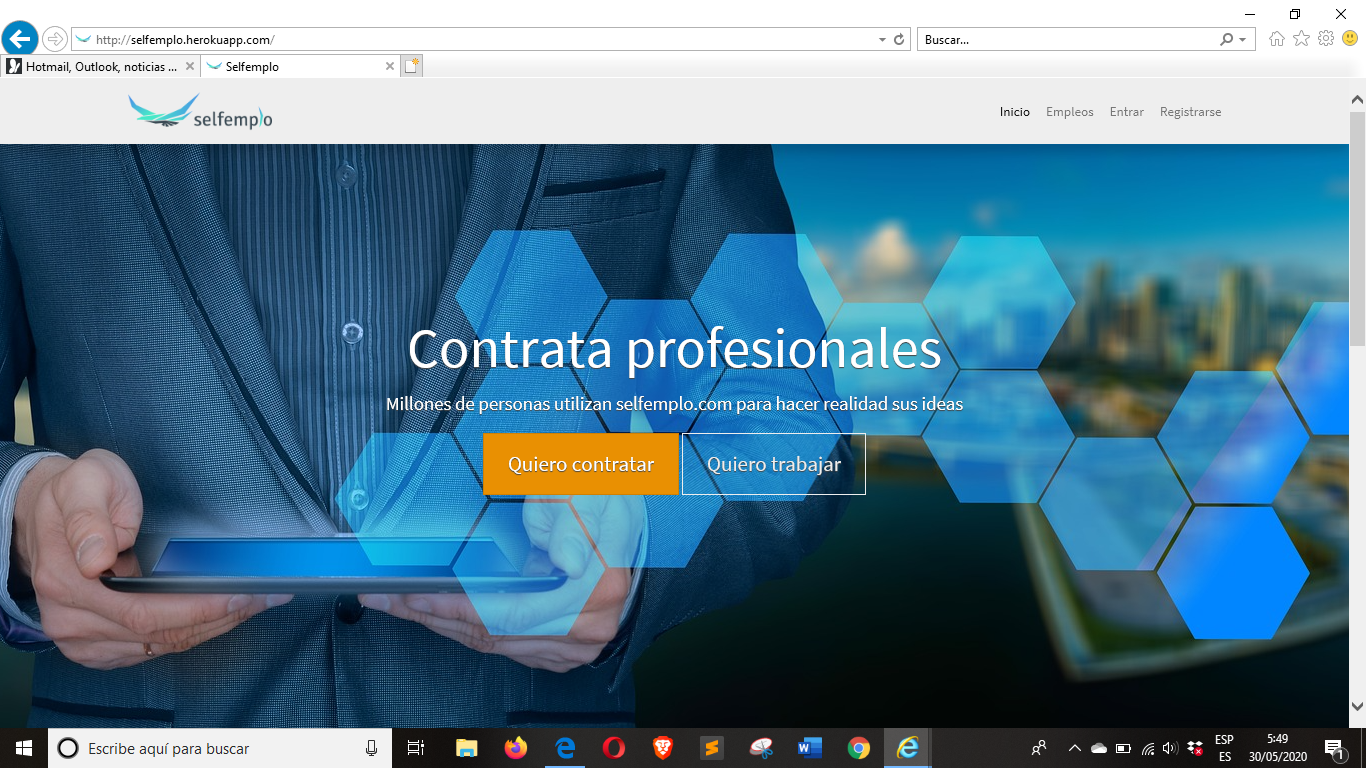 http://selfemplo.herokuapp.com/
Buscar...
Hotmail, Outlook, noticias ...
Selfemplo
selfemplo
Inicio
Empleos
Entrar
Registrarse
Contrata profesionales
Millones de personas utilizan selfemplo.com para hacer realidad sus ideas
Quiero contratar
Quiero trabajar
Escribe aquí para buscar
ESP
ES
5:49
30/05/2020
1